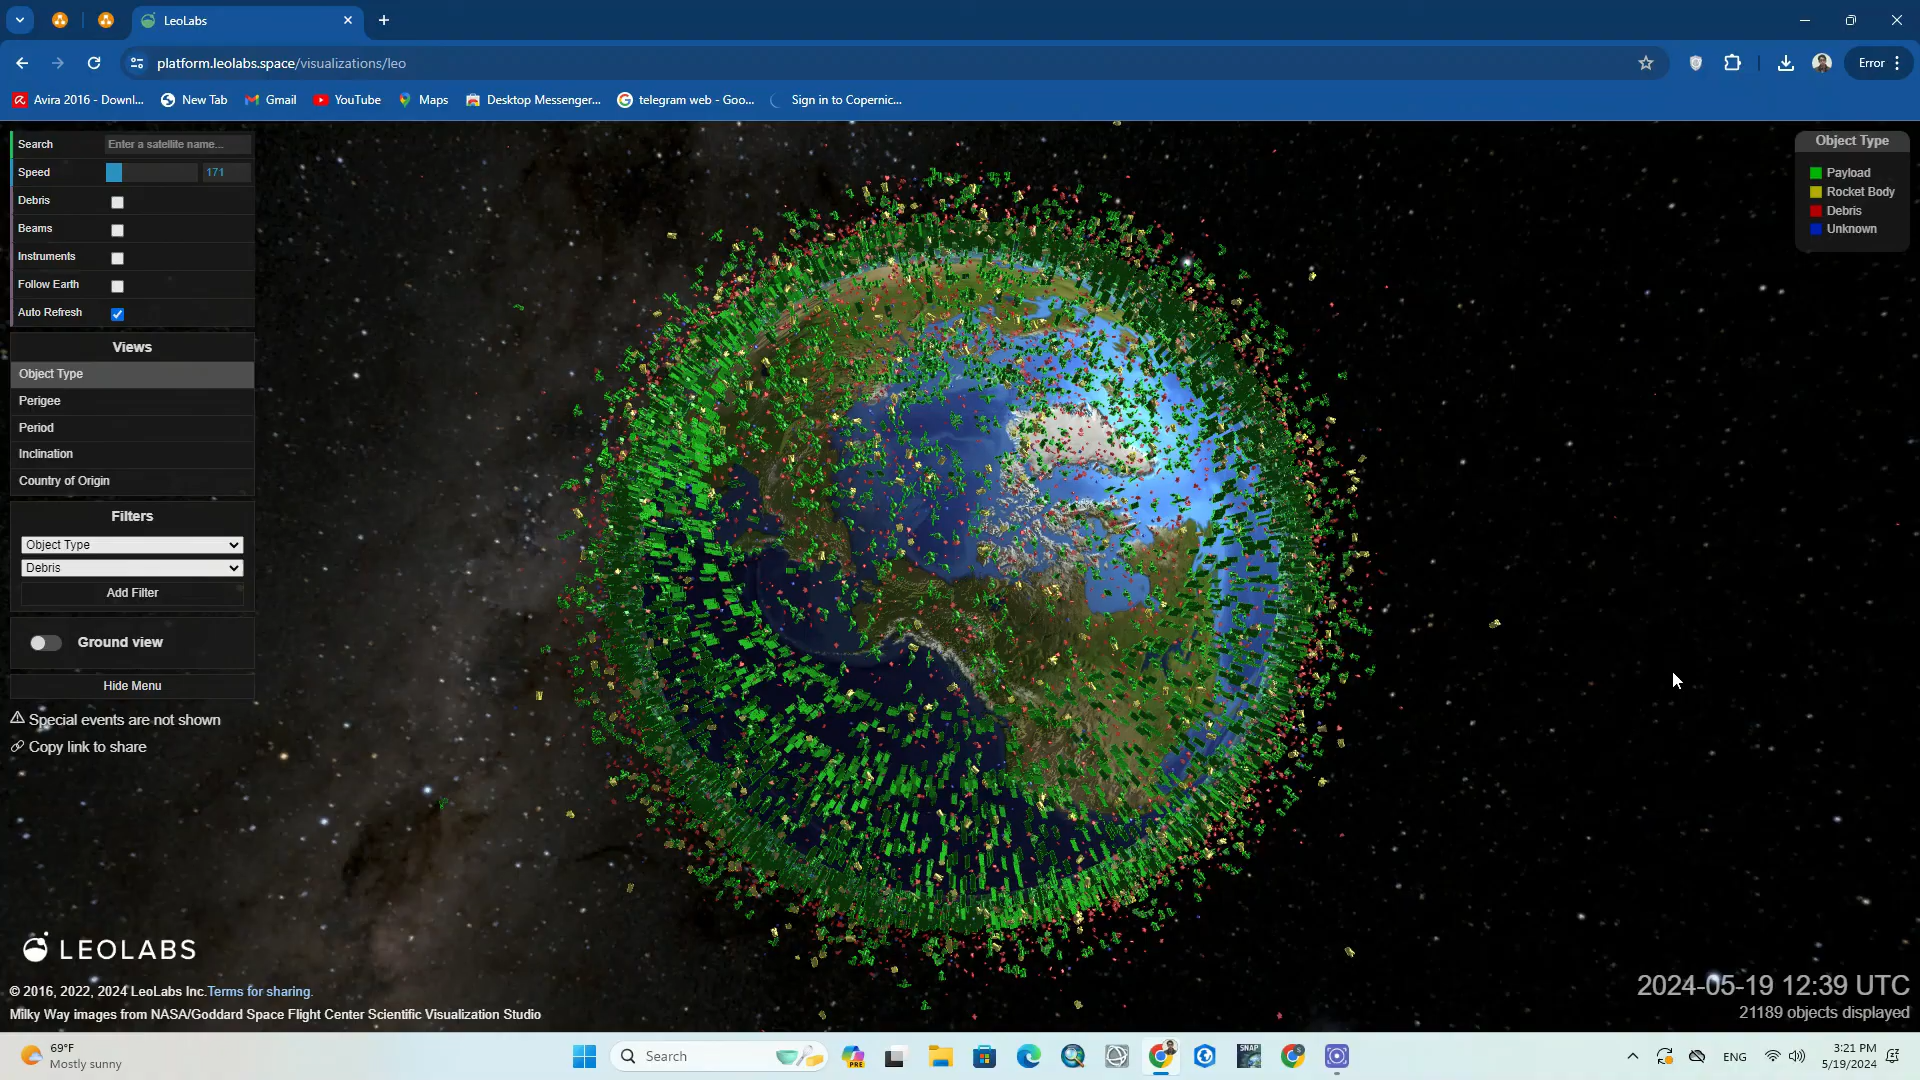 LeoLabs
platform.leolabs.space/visualizations/leo
Error
Avira 2016 - Downl...
New Tab
Gmail
YouTube
Maps
Desktop Messenger...
telegram web - Goo...
Sign in to Copernic...
Search
Enter a satellite name...
Speed
171
Debris
Beams
Instruments
Follow Earth
Auto Refresh
Views
Object Type
Perigee
Period
Inclination
Country of Origin
Filters
Object Type
Debris
Add Filter
Ground view
Hide Menu
Special events are not shown
Copy link to share
Object Type
Payload
Rocket Body
Debris
Unknown
LEOLABS
© 2016, 2022, 2024 LeoLabs Inc.Terms for sharing.
Milky Way images from NASA/Goddard Space Flight Center Scientific Visualization Studio
2024-05-19 12:39 UTC
21189 objects displayed
69°F
Mostly sunny
Search
PRE
SNAP
ENG
3:21 PM
5/19/2024